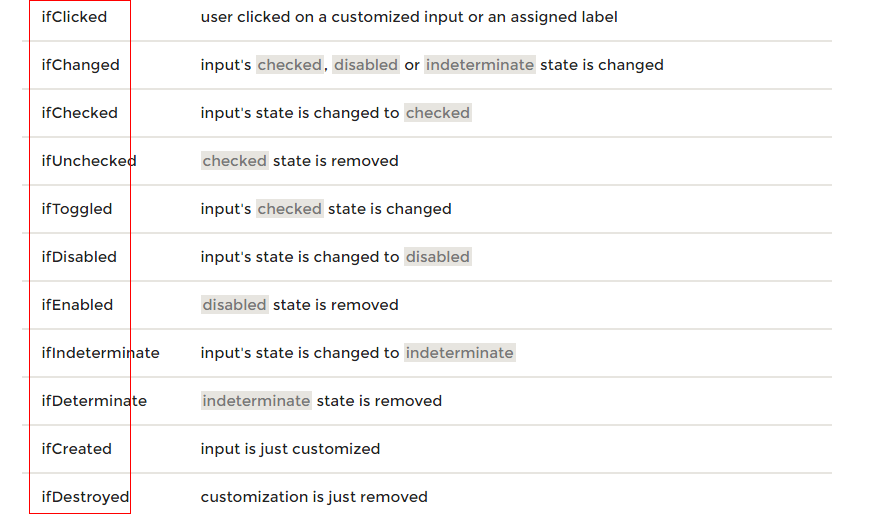 ifClicked user clicked on a customized input or an assigned label
ifChanged input's checked, disabled or indeterminate state is changed
ifChecked input's state is changed to checked
ifUnchecked checked state is removed
ifToggled input's checked state is changed
ifDisabled input's state is changed to disabled
ifEnabled disabled state is removed
ifIndeterminate input's state is changed to indeterminate
ifDeterminate indeterminate state is removed
ifCreated input is just customized
ifDestroyed customization is just removed